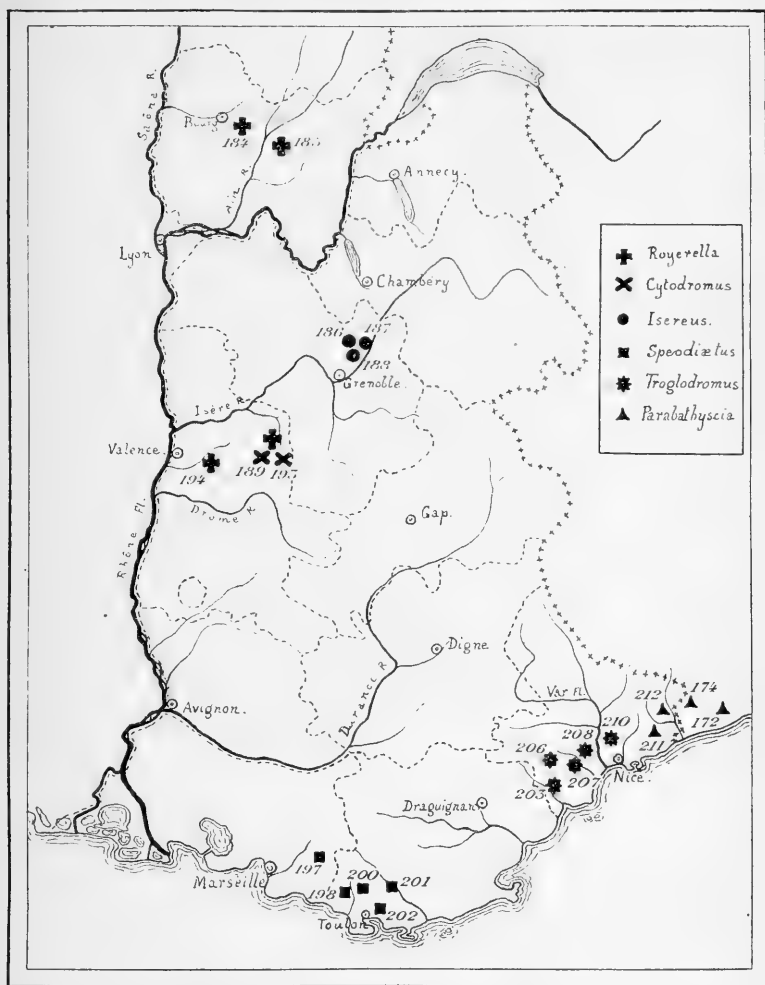 Saône R.
Bourg
184
185
Ain R.
Annecy.
Lyon
Chambery
186
187
188
Grenoble.
Isère R.
Valence.
189
193
194
Drome R.
Gap.
Rhône Fl.
Digne
Durance R.
Avignon.
Var Fl.
212
174
172
211
210
208
206
207
203
Nice.
Draguignan
Marseille
197
198
200
201
202
Toulon
Royerella
Cytodromus
Isereus.
Speodiætus
Troglodromus
Parabathyscia